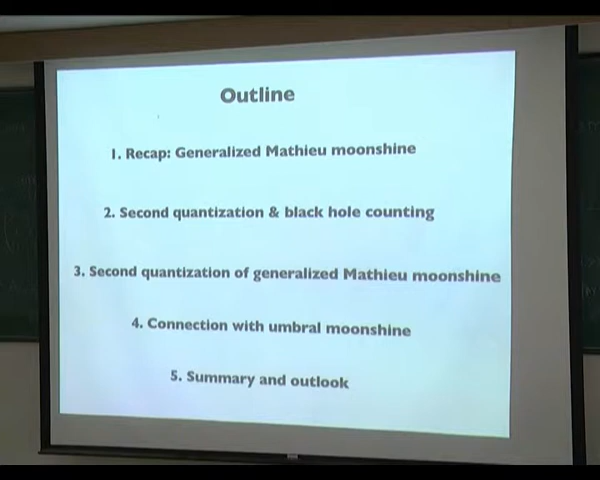 Outline
1. Recap: Generalized Mathieu moonshine
2. Second quantization & black hole counting
3. Second quantization of generalized Mathieu moonshine
4. Connection with umbral moonshine
5. Summary and outlook